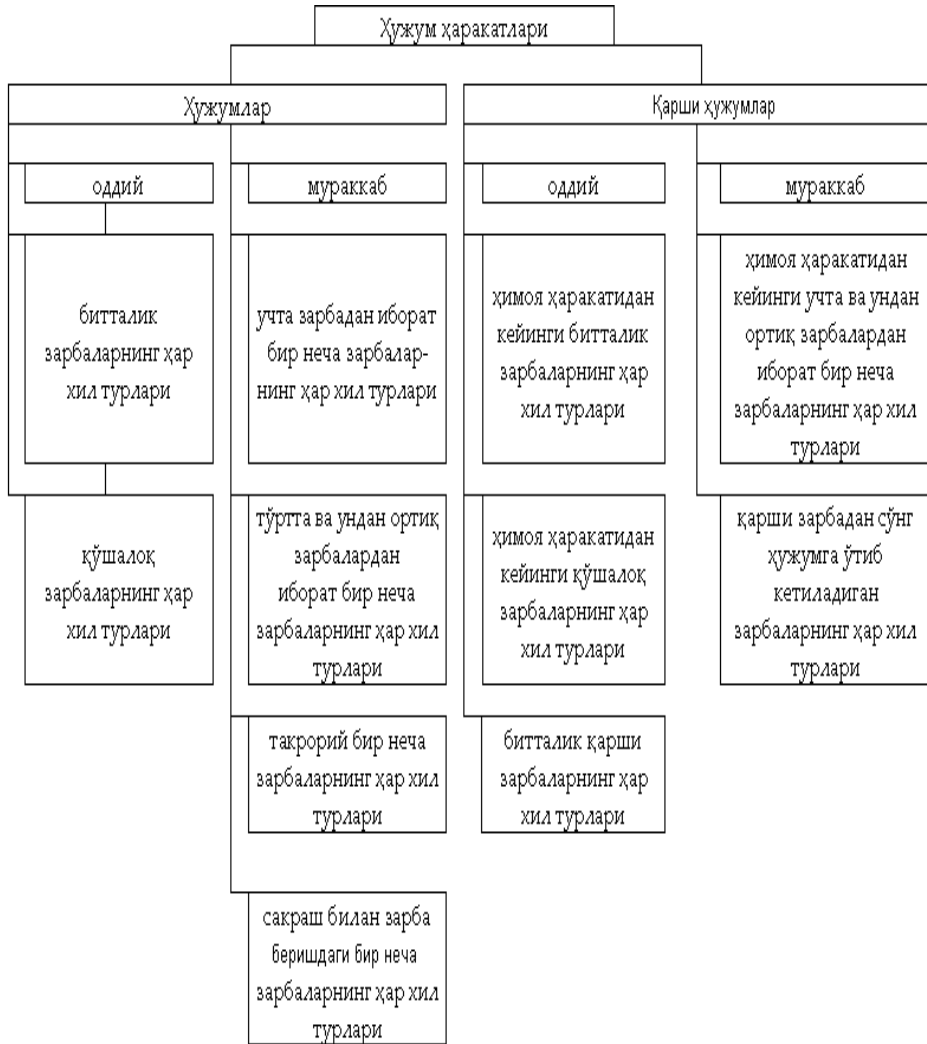 Ҳужум ҳаракатлари
Ҳужумлар
Қарши ҳужумлар
оддий
мураккаб
оддий
мураккаб
битталик
зарбаларнинг ҳар
хил турлари
учта зарбадан иборат
бир неча зарбалар-
нинг ҳар хил турлари
ҳимоя ҳаракатидан
кейинги битталик
зарбаларнинг ҳар
хил турлари
ҳимоя ҳаракатидан
кейинги учта ва ундан
ортиқ зарбалардан
иборат бир неча
зарбаларнинг ҳар хил
турлари
қўшалоқ
зарбаларнинг ҳар
хил турлари
тўртта ва ундан ортиқ
зарбалардан
иборат бир неча
зарбаларнинг ҳар хил
турлари
ҳимоя ҳаракатидан
кейинги қўшалоқ
зарбаларнинг ҳар
хил турлари
қарши зарбадан сўнг
ҳужумга ўтиб
кетиладиган
зарбаларнинг ҳар хил
турлари
такрорий бир неча
зарбаларнинг ҳар хил
турлари
битталик қарши
зарбаларнинг ҳар
хил турлари
сакраш билан зарба
беришдаги бир неча
зарбаларнинг ҳар хил
турлари